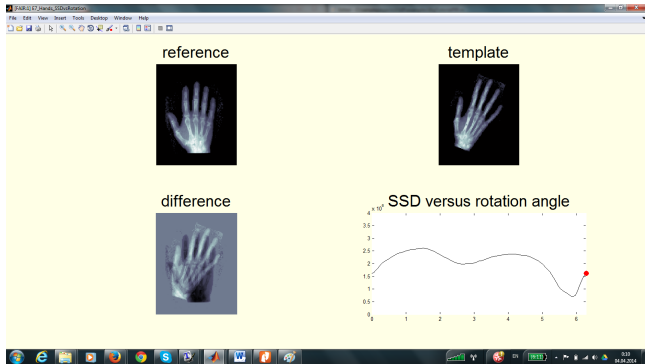 [FAIR:1] E7_Hands_SSDvsRotation
File Edit View Insert Tools Desktop Window Help
reference
template
difference
SSD versus rotation angle
4
3.5
3
2.5
2
1.5
1
0.5
0
0 1 2 3 4 5 6
EN
9:10
04.04.2014